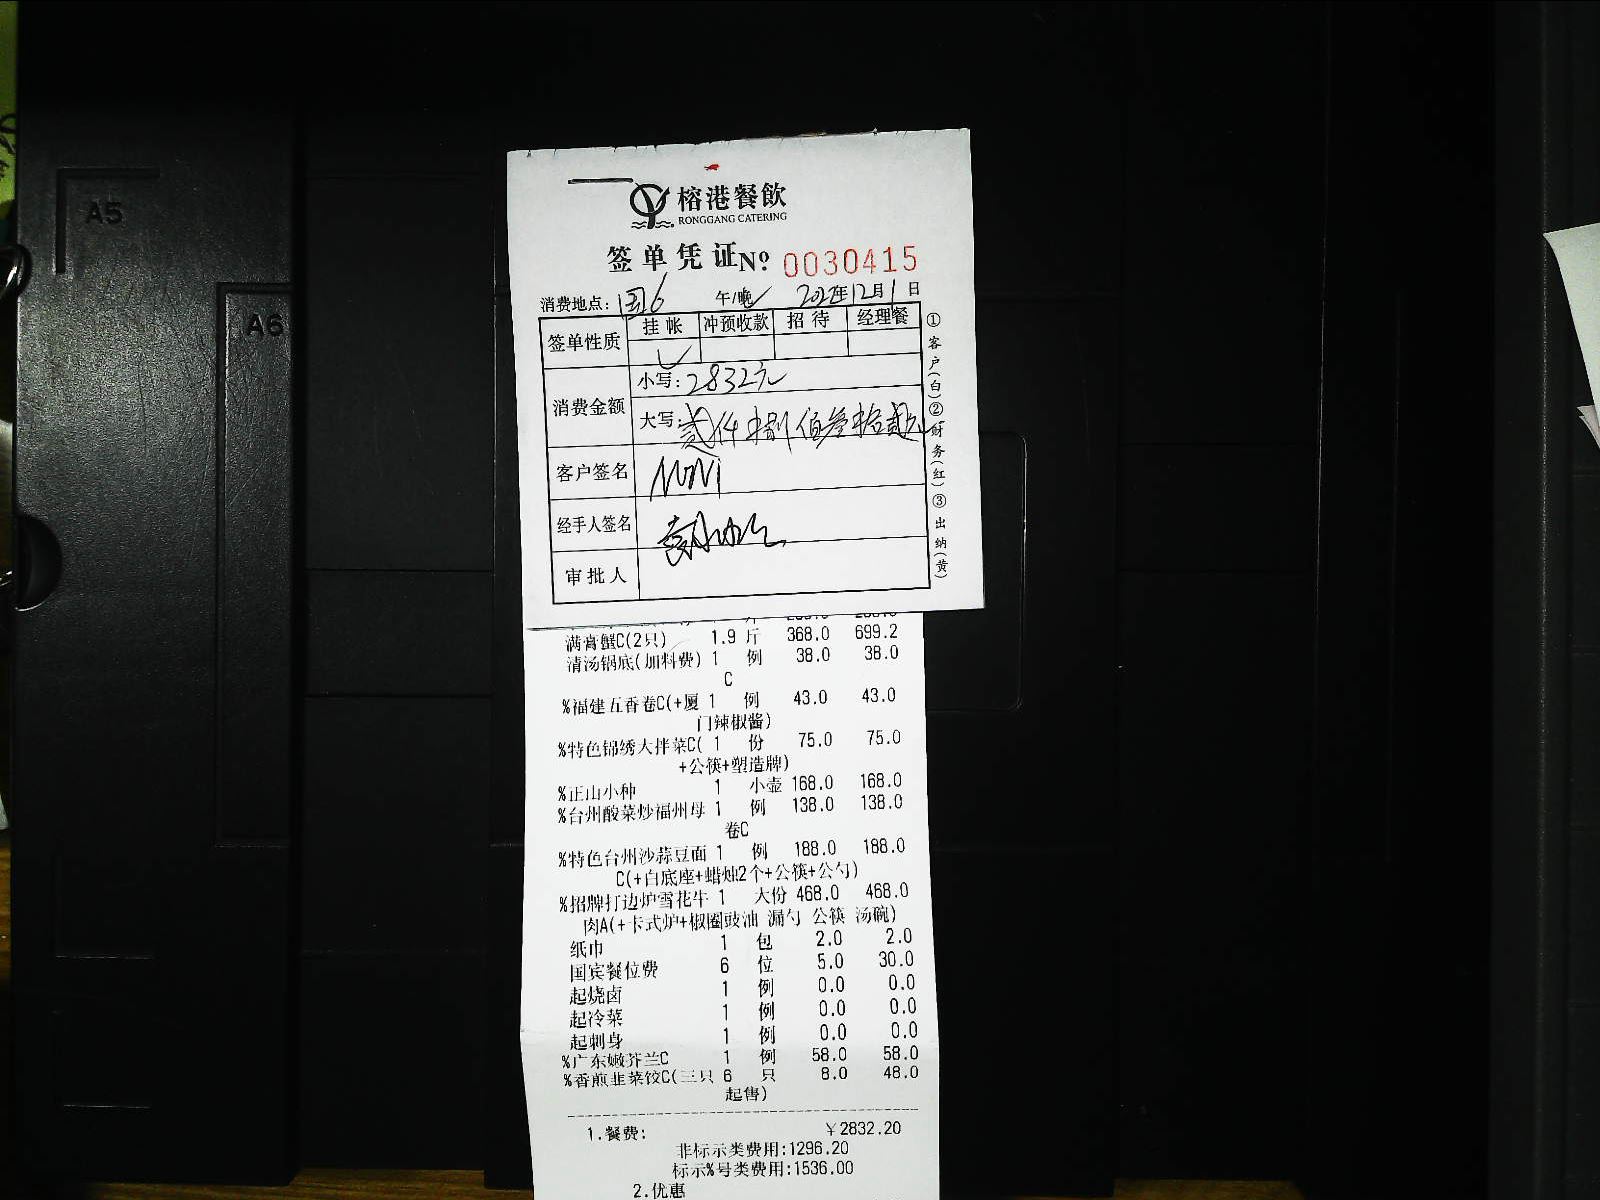 A5
A6
榕港餐飲
RONGGANG CATERING
签单凭证 Nº 0030415
消费地点: 国6 午/晚 2022年12月1日
签单性质 挂帐 冲预收款 招待 经理餐
消费金额 小写: 2832元
大写: 贰仟捌佰叁拾贰元
客户签名
经手人签名
审批人
①客户(白)②财务(红)③出纳(黄)
满膏蟹C(2只) 1.9 斤 368.0 699.2
清汤锅底(加料费) 1 例 38.0 38.0
C
%福建五香卷C(+厦 1 例 43.0 43.0
门辣椒酱)
%特色锦绣大拌菜C( 1 份 75.0 75.0
+公筷+塑造牌)
%正山小种 1 小壶 168.0 168.0
%台州酸菜炒福州母 1 例 138.0 138.0
卷C
%特色台州沙蒜豆面 1 例 188.0 188.0
C(+白底座+蜡烛2个+公筷+公勺)
%招牌打边炉雪花牛 1 大份 468.0 468.0
肉A(+卡式炉+椒圈豉油 漏勺 公筷 汤碗)
纸巾 1 包 2.0 2.0
国宾餐位费 6 位 5.0 30.0
起烧卤 1 例 0.0 0.0
起冷菜 1 例 0.0 0.0
起刺身 1 例 0.0 0.0
%广东嫩芥兰C 1 例 58.0 58.0
%香煎韭菜饺C(三只 6 只 8.0 48.0
起售)
1.餐费: ¥2832.20
非标示类费用:1296.20
标示%号类费用:1536.00
2.优惠